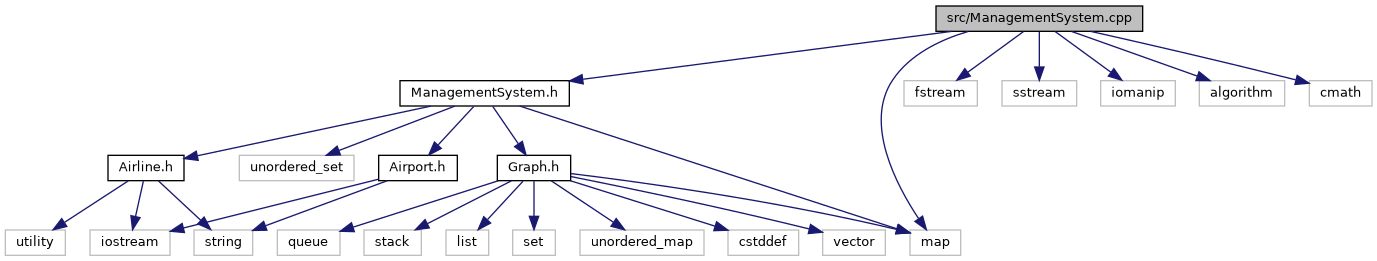 src/ManagementSystem.cpp
ManagementSystem.h
fstream
sstream
iomanip
algorithm
cmath
Airline.h
unordered_set
Airport.h
Graph.h
utility
iostream
string
queue
stack
list
set
unordered_map
cstddef
vector
map